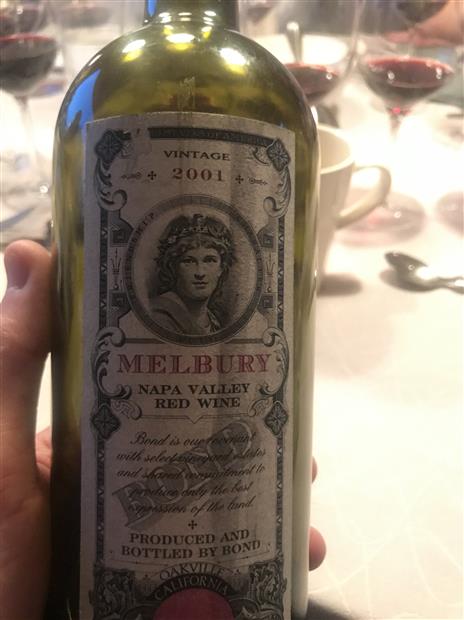 VINTAGE
2001
MELBURY
NAPA VALLEY
RED WINE
BOND
Bond is our covenant
with select vineyard estates
and shared commitment to
produce only the best
expression of the land.
PRODUCED AND
BOTTLED BY BOND
OAKVILLE
CALIFORNIA